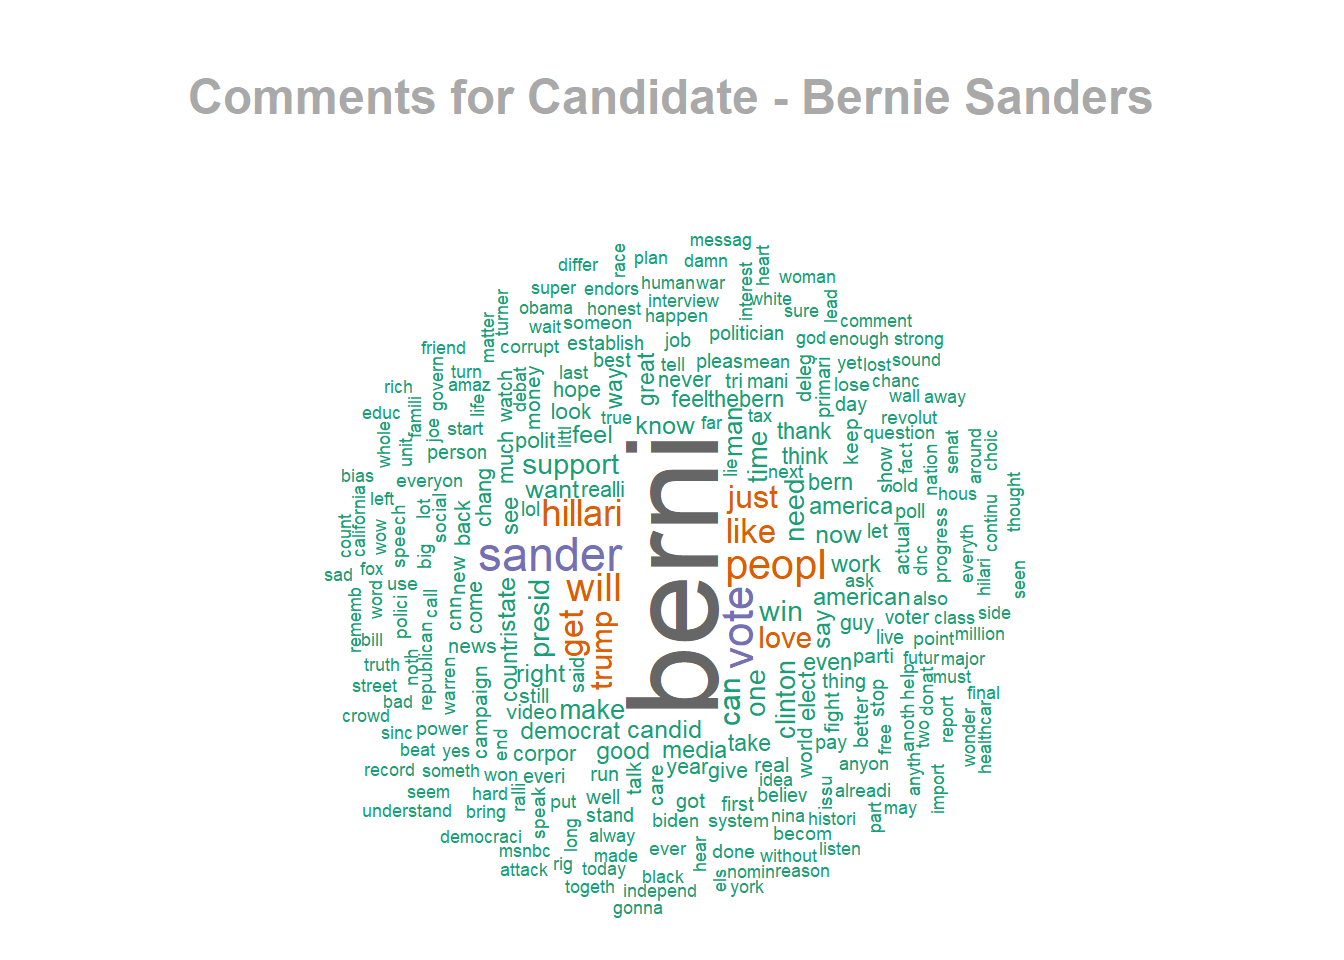 Comments for Candidate - Bernie Sanders
messag
differ
race
plan
damn
interest
heart
woman
super
endors
human
war
white
lead
obama
honest
interview
sure
turner
matter
wait
someon
happen
politician
god
comment
enough
strong
friend
corrupt
establish
job
deleg
primari
yet
lost
sound
govern
turn
last
best
way
great
tell
pleas
mean
never
tri
mani
lose
chanc
rich
amaz
life
watch
debat
money
hope
feelthebern
day
wall
away
educ
famili
joe
start
look
true
know
far
man
tax
thank
keep
question
revolut
whole
unit
person
much
polit
littl
feel
lie
time
think
show
fact
nation
senat
around
choic
bias
everyon
chang
support
berni
next
bern
old
hous
thought
california
left
lot
social
back
see
want
realli
just
need
america
poll
continu
count
wow
speech
big
lol
hillari
like
now
let
actual
dnc
progress
everyth
hilari
seen
sad
fox
use
new
sander
peopl
work
ask
rememb
word
polici
call
cnn
come
state
presid
will
vote
win
american
also
bill
republican
news
countri
get
trump
love
say
guy
voter
class
side
live
point
million
truth
noth
warren
right
said
can
one
clinton
even
parti
futur
major
street
still
elect
thing
stop
help
donat
must
final
bad
campaign
video
make
fight
better
anoth
two
report
wonder
healthcar
crowd
sinc
power
end
democrat
candid
pay
free
beat
yes
corpor
good
media
take
world
record
someth
won
everi
run
talk
care
year
give
real
idea
anyon
anyth
import
seem
hard
ralli
put
well
got
first
believ
issu
alreadi
understand
bring
speak
stand
biden
system
nina
histori
part
may
democraci
long
alway
becom
msnbc
made
ever
hear
done
without
listen
attack
rig
today
black
els
nomin
reason
togeth
independ
york
gonna